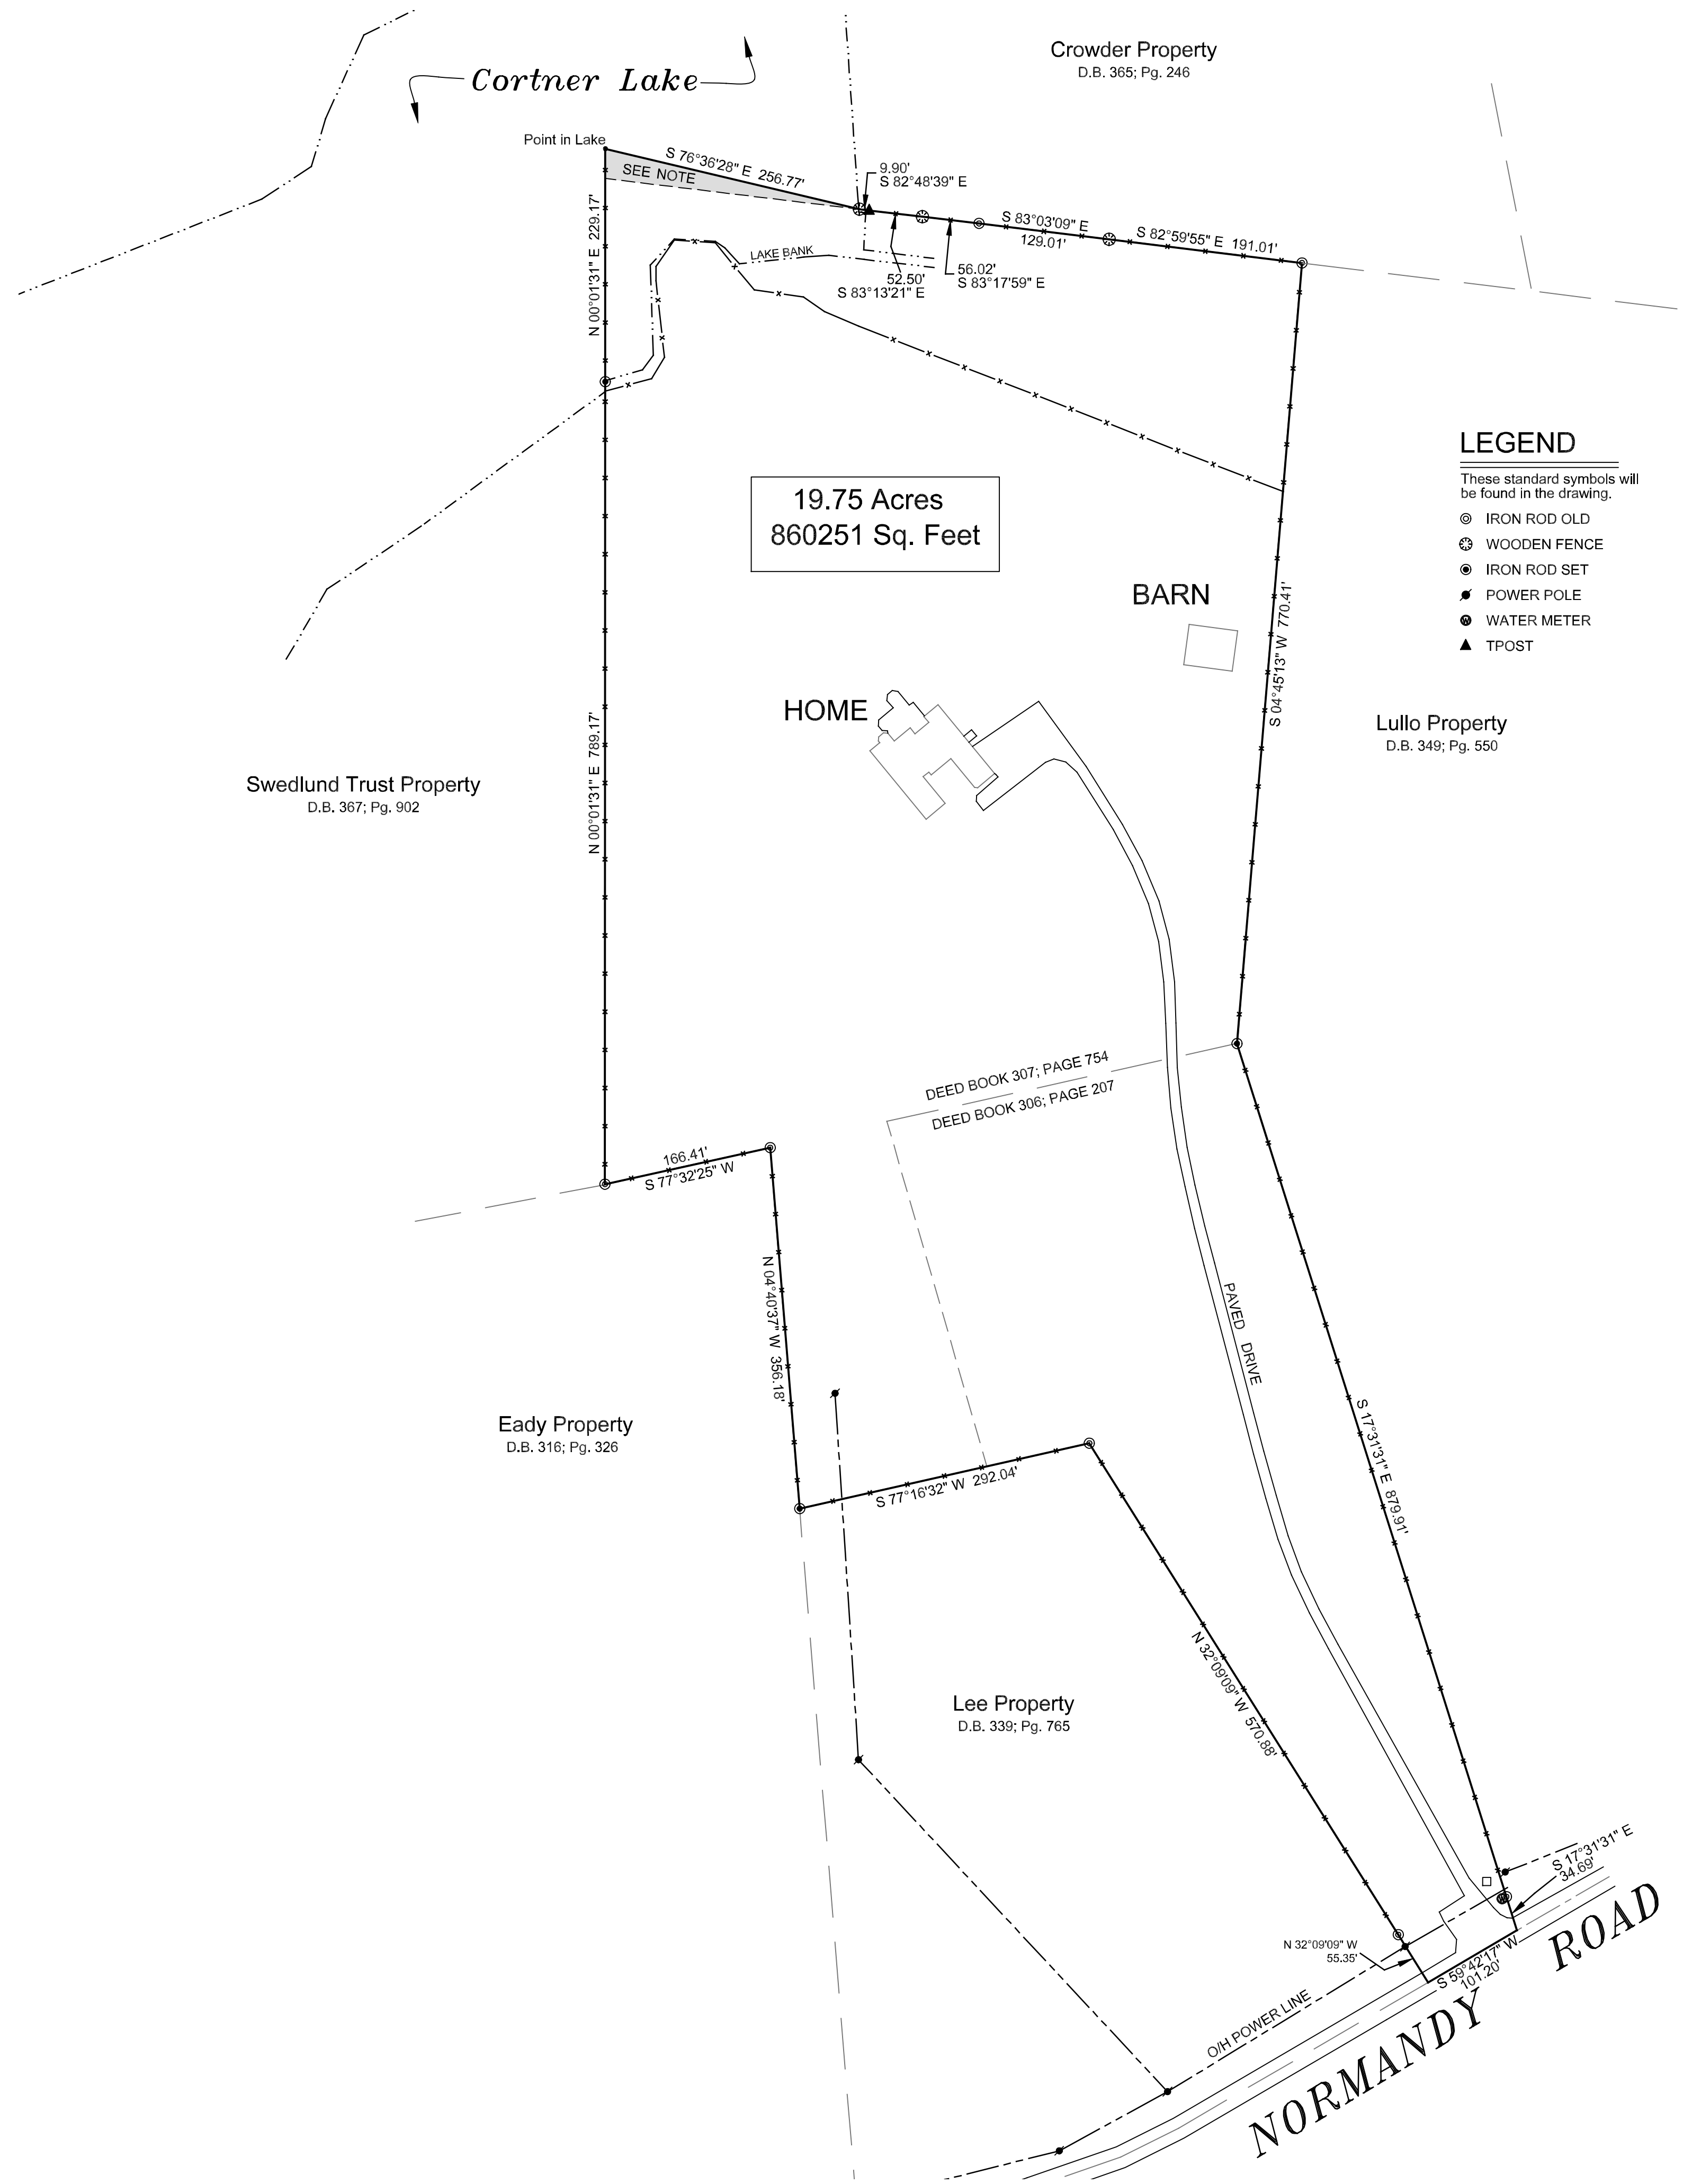 Crowder Property
D.B. 365; Pg. 246
Cortner Lake
Point in Lake
S 76°36'28" E 256.77'
SEE NOTE
9.90'
S 82°48'39" E
S 83°03'09" E
129.01'
S 82°59'55" E 191.01'
LAKE BANK
52.50'
S 83°13'21" E
56.02'
S 83°17'59" E
N 00°01'31" E 229.17'
19.75 Acres
860251 Sq. Feet
LEGEND
These standard symbols will
be found in the drawing.
IRON ROD OLD
WOODEN FENCE
IRON ROD SET
POWER POLE
W WATER METER
TPOST
BARN
S 04°45'13" W 770.41'
HOME
Lullo Property
D.B. 349; Pg. 550
Swedlund Trust Property
D.B. 367; Pg. 902
N 00°01'31" E 789.17'
DEED BOOK 307; PAGE 754
DEED BOOK 306; PAGE 207
166.41'
S 77°32'25" W
N 04°40'37" W 356.18'
PAVED DRIVE
Eady Property
D.B. 316; Pg. 326
S 77°16'32" W 292.04'
S 17°31'31" E 879.91'
N 32°09'09" W 570.88'
Lee Property
D.B. 339; Pg. 765
S 17°31'31" E
34.69'
W
N 32°09'09" W
55.35'
S 59°42'17" W
101.20'
O/H POWER LINE
NORMANDY ROAD